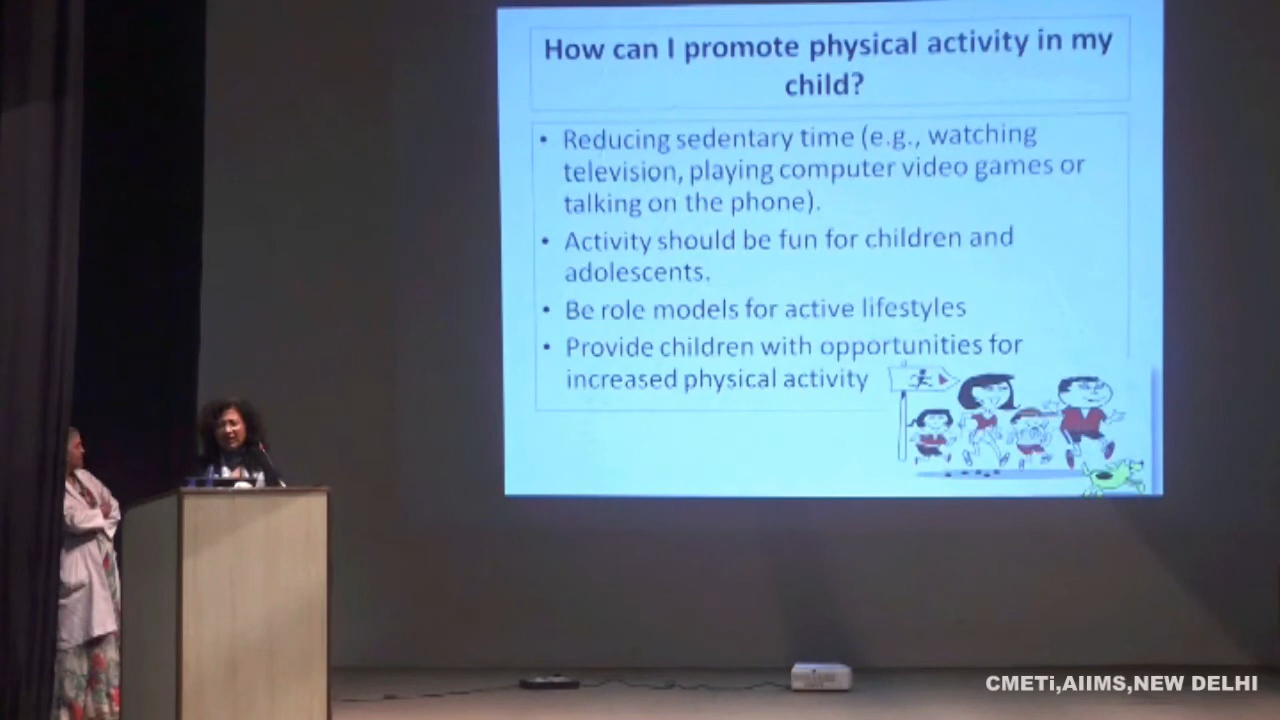 How can I promote physical activity in my
child?
• Reducing sedentary time (e.g., watching
television, playing computer video games or
talking on the phone).
• Activity should be fun for children and
adolescents.
• Be role models for active lifestyles
• Provide children with opportunities for
increased physical activity
CMETi,AIIMS,NEW DELHI